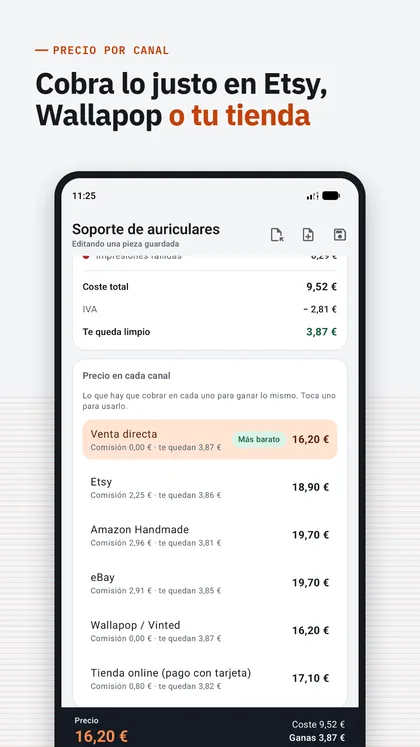 PRECIO POR CANAL
Cobra lo justo en Etsy,
Wallapop o tu tienda
11:25
Soporte de auriculares
Editando una pieza guardada
Impresiones fallidas 0,29 €
Coste total 9,52 €
IVA − 2,81 €
Te queda limpio 3,87 €
Precio en cada canal
Lo que hay que cobrar en cada uno para ganar lo mismo. Toca uno
para usarlo.
Venta directa
Más barato 16,20 €
Comisión 0,00 € · te quedan 3,87 €
Etsy
18,90 €
Comisión 2,25 € · te quedan 3,86 €
Amazon Handmade
19,70 €
Comisión 2,96 € · te quedan 3,81 €
eBay
19,70 €
Comisión 2,91 € · te quedan 3,85 €
Wallapop / Vinted
16,20 €
Comisión 0,00 € · te quedan 3,87 €
Tienda online (pago con tarjeta)
17,10 €
Comisión 0,80 € · te quedan 3,82 €
Precio
16,20 €
Coste 9,52 €
Ganas 3,87 €